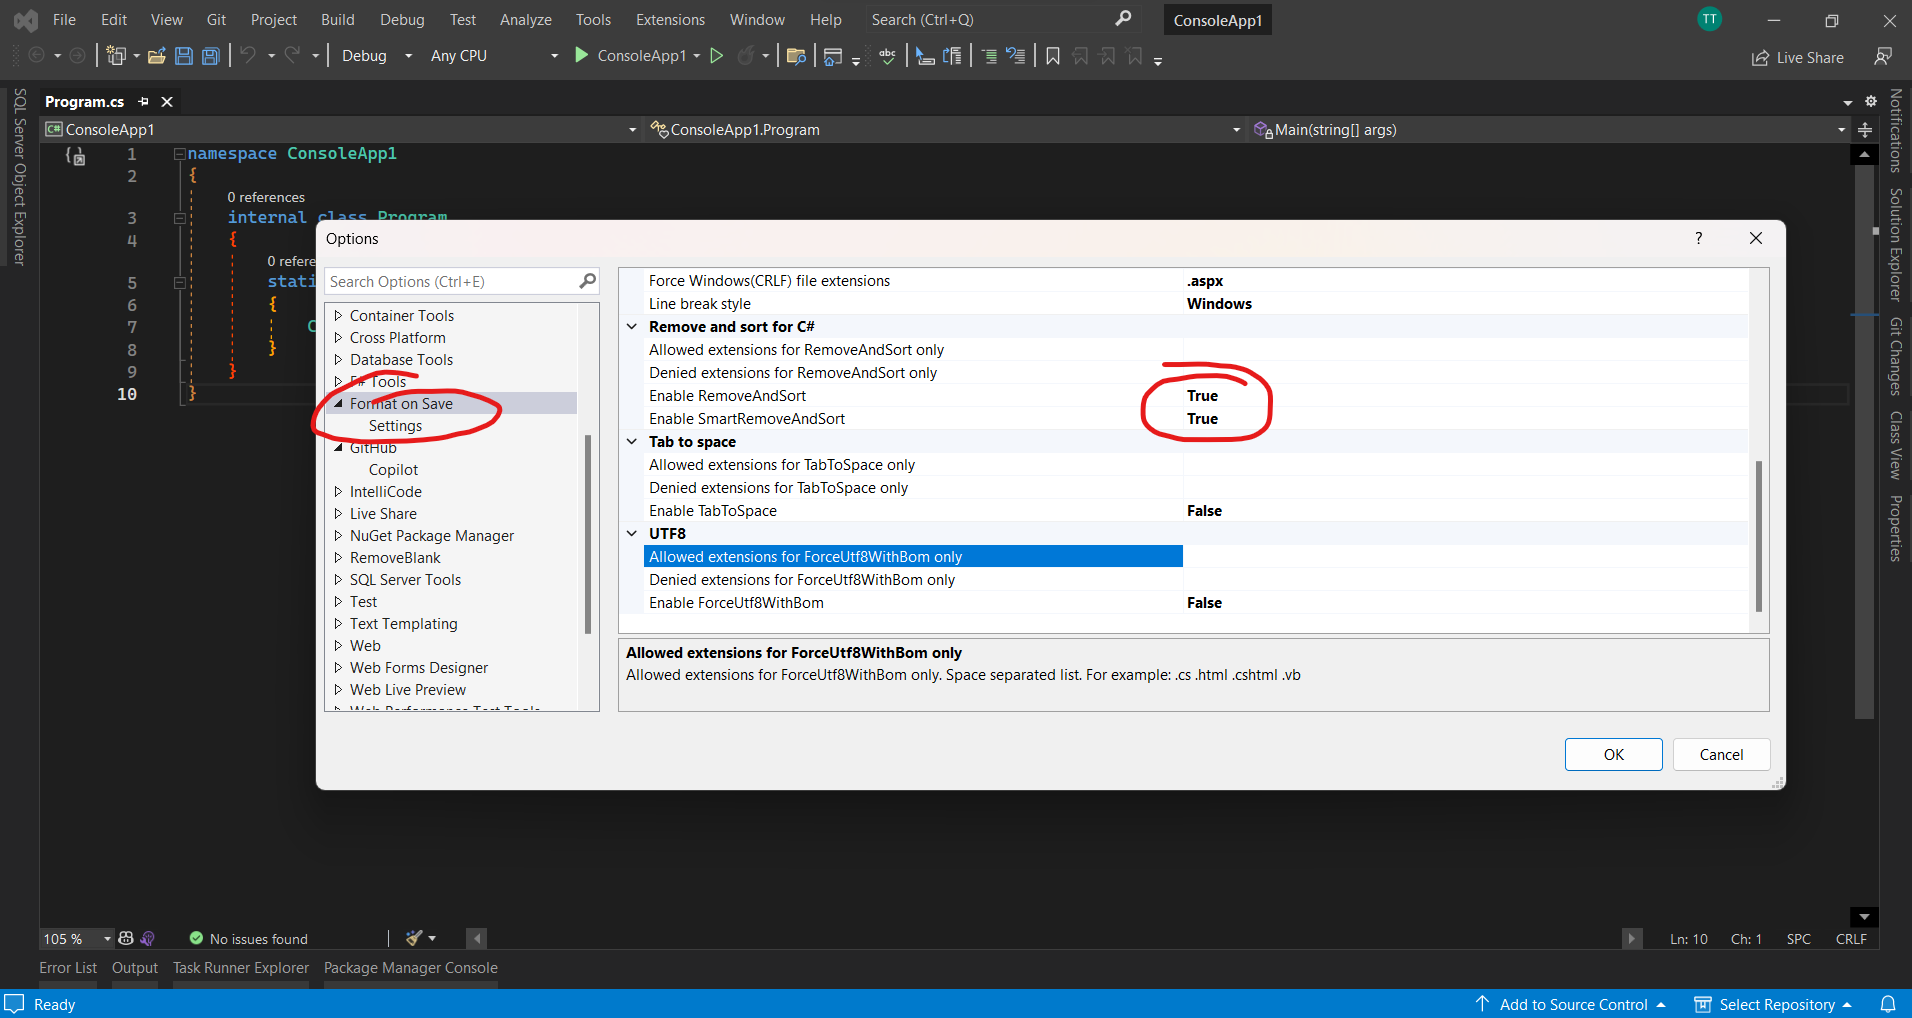 File Edit View Git Project Build Debug Test Analyze Tools Extensions Window Help Search (Ctrl+Q) ConsoleApp1 TT
Debug Any CPU ConsoleApp1 abc Live Share
SQL Server Object Explorer
Program.cs
C# ConsoleApp1 ConsoleApp1.Program Main(string[] args)
1 namespace ConsoleApp1
2 {
0 references
3 internal class Program
4 {
0 refere
5 stati
6 {
7 C
8 }
9 }
10 }
Options ?
Search Options (Ctrl+E)
Container Tools
Cross Platform
Database Tools
F# Tools
Format on Save
Settings
GitHub
Copilot
IntelliCode
Live Share
NuGet Package Manager
RemoveBlank
SQL Server Tools
Test
Text Templating
Web
Web Forms Designer
Web Live Preview
Web Performance Test Tools
Force Windows(CRLF) file extensions .aspx
Line break style Windows
Remove and sort for C#
Allowed extensions for RemoveAndSort only
Denied extensions for RemoveAndSort only
Enable RemoveAndSort True
Enable SmartRemoveAndSort True
Tab to space
Allowed extensions for TabToSpace only
Denied extensions for TabToSpace only
Enable TabToSpace False
UTF8
Allowed extensions for ForceUtf8WithBom only
Denied extensions for ForceUtf8WithBom only
Enable ForceUtf8WithBom False
Allowed extensions for ForceUtf8WithBom only
Allowed extensions for ForceUtf8WithBom only. Space separated list. For example: .cs .html .cshtml .vb
OK Cancel
Notifications
Solution Explorer
Git Changes
Class View
Properties
105 % No issues found Ln: 10 Ch: 1 SPC CRLF
Error List Output Task Runner Explorer Package Manager Console
Ready Add to Source Control Select Repository